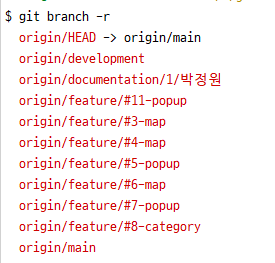 $ git branch -r
origin/HEAD -> origin/main
origin/development
origin/documentation/1/박정원
origin/feature/#11-popup
origin/feature/#3-map
origin/feature/#4-map
origin/feature/#5-popup
origin/feature/#6-map
origin/feature/#7-popup
origin/feature/#8-category
origin/main